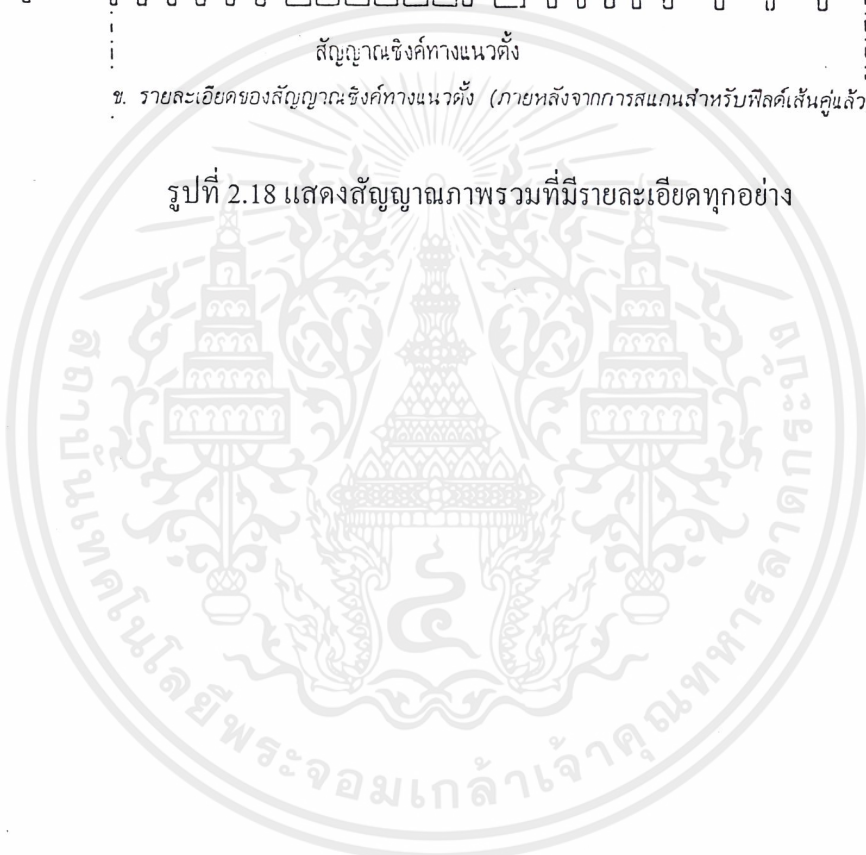 สัญญาณซิงค์ทางแนวตั้ง
ข. รายละเอียดของสัญญาณซิงค์ทางแนวตั้ง (ภายหลังจากการสแกนสำหรับฟิลด์เส้นคู่แล้ว
รูปที่ 2.18 แสดงสัญญาณภาพรวมที่มีรายละเอียดทุกอย่าง
สถาบันเทคโนโลยีพระจอมเกล้าเจ้าคุณทหารลาดกระบัง